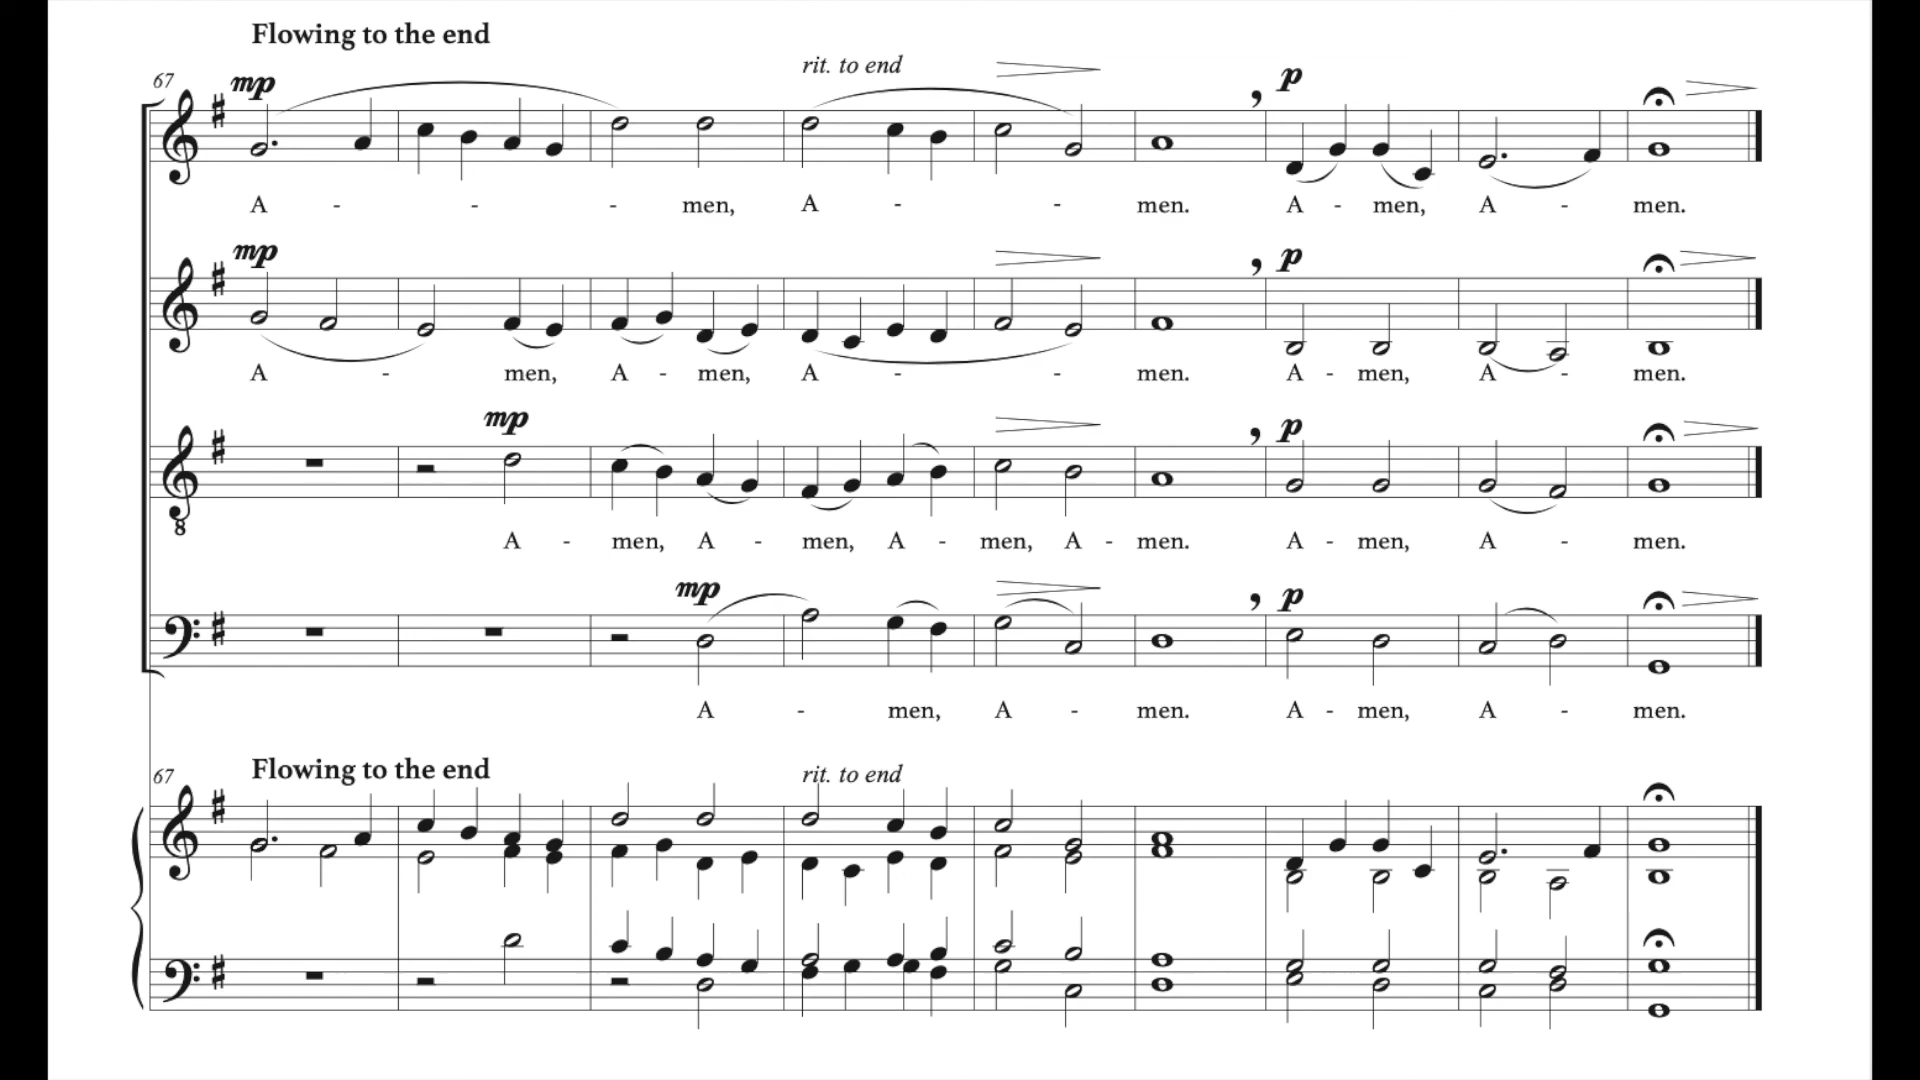 Flowing to the end
rit. to end
67 mp p
A - - - men, A - - men. A - men, A - men.
mp p
A - men, A - men, A - - men. A - men, A - men.
mp p
8
A - men, A - men, A - men, A - men. A - men, A - men.
mp p
A - men, A - men. A - men, A - men.
Flowing to the end rit. to end
67